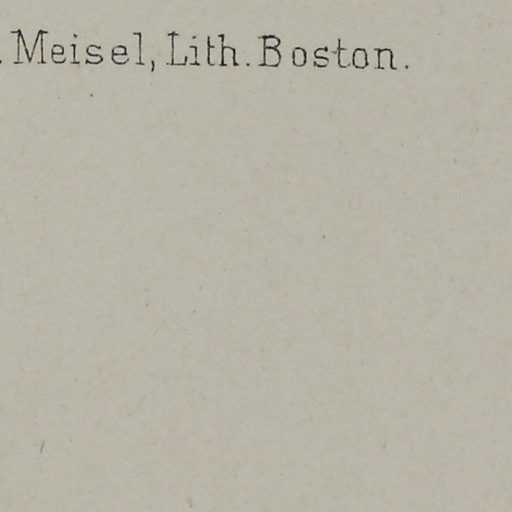 . Meisel, Lith. Boston.